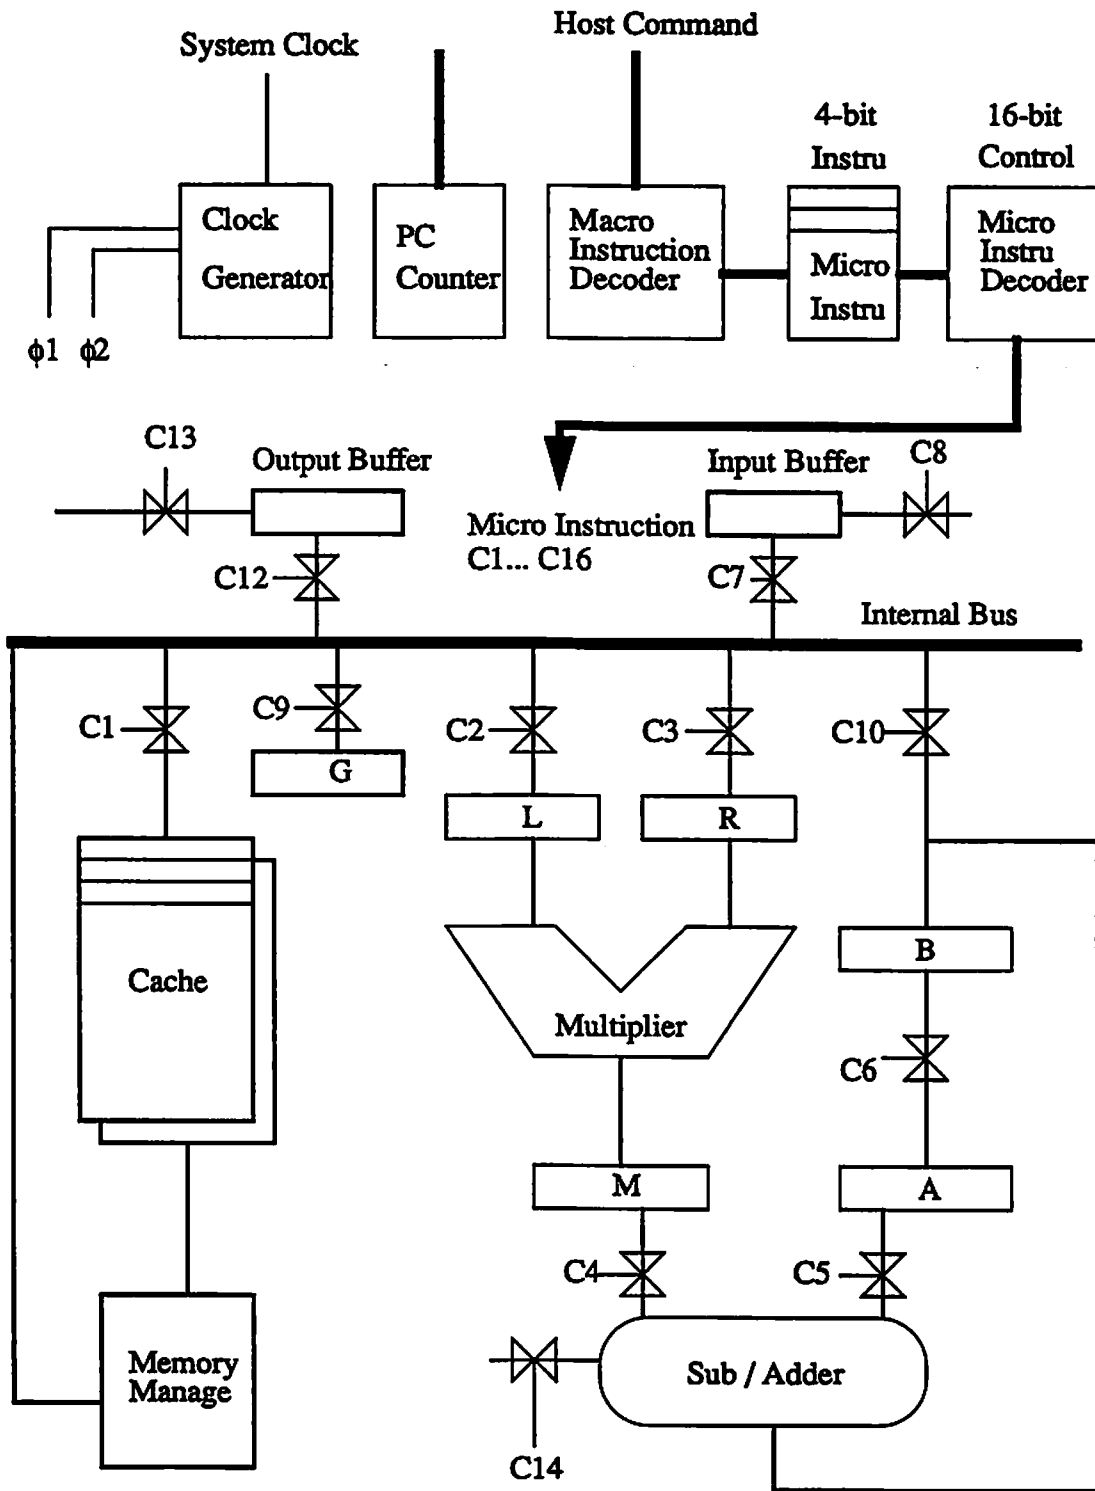 System Clock
Host Command
4-bit
Instru
16-bit
Control
Clock
Generator
PC
Counter
Macro
Instruction
Decoder
Micro
Instru
Micro
Instru
Decoder
ϕ1
ϕ2
C13
Output Buffer
Input Buffer
C8
Micro Instruction
C1... C16
C12
C7
Internal Bus
C1
C9
C2
C3
C10
G
L
R
Cache
B
Multiplier
C6
M
A
C4
C5
Memory
Manage
Sub / Adder
C14